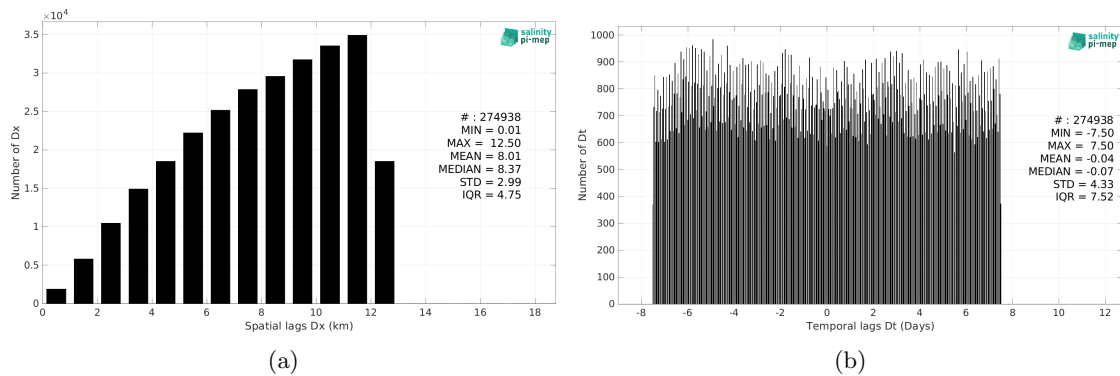 ×10^4
3.5
3
2.5
2
1.5
1
0.5
0
Number of Dx
0 2 4 6 8 10 12 14 16 18
Spatial lags Dx (km)
salinity
pi-mep
# : 274938
MIN = 0.01
MAX = 12.50
MEAN = 8.01
MEDIAN = 8.37
STD = 2.99
IQR = 4.75
(a)
1000
900
800
700
600
500
400
300
200
100
0
Number of Dt
-8 -6 -4 -2 0 2 4 6 8 10 12
Temporal lags Dt (Days)
salinity
pi-mep
# : 274938
MIN = -7.50
MAX = 7.50
MEAN = -0.04
MEDIAN = -0.07
STD = 4.33
IQR = 7.52
(b)